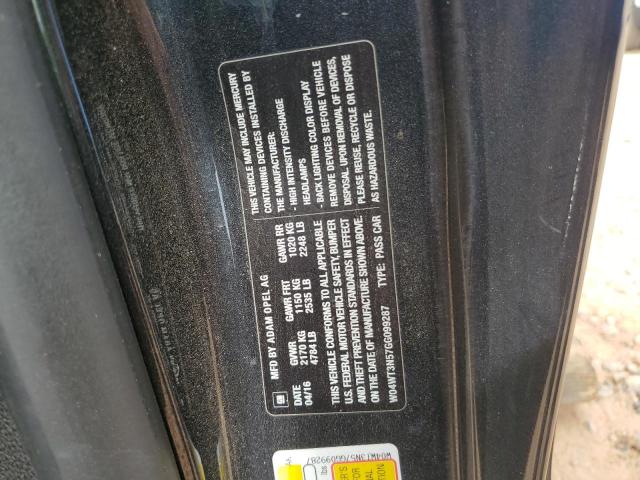 MFD BY ADAM OPEL AG
DATE GVWR GAWR FRT GAWR RR
04/16 2170 KG 1150 KG 1020 KG
4784 LB 2535 LB 2248 LB
THIS VEHICLE CONFORMS TO ALL APPLICABLE
U.S. FEDERAL MOTOR VEHICLE SAFETY, BUMPER
AND THEFT PREVENTION STANDARDS IN EFFECT
ON THE DATE OF MANUFACTURE SHOWN ABOVE.
W04WT3N57GG099287 TYPE: PASS CAR
THIS VEHICLE MAY INCLUDE MERCURY
CONTAINING DEVICES INSTALLED BY
THE MANUFACTURER:
- HIGH INTENSITY DISCHARGE
HEADLAMPS
- BACK LIGHTING COLOR DISPLAY
REMOVE DEVICES BEFORE VEHICLE
DISPOSAL. UPON REMOVAL OF DEVICES,
PLEASE REUSE, RECYCLE OR DISPOSE
AS HAZARDOUS WASTE.
GM
W04WT3N57GG099287
lbs